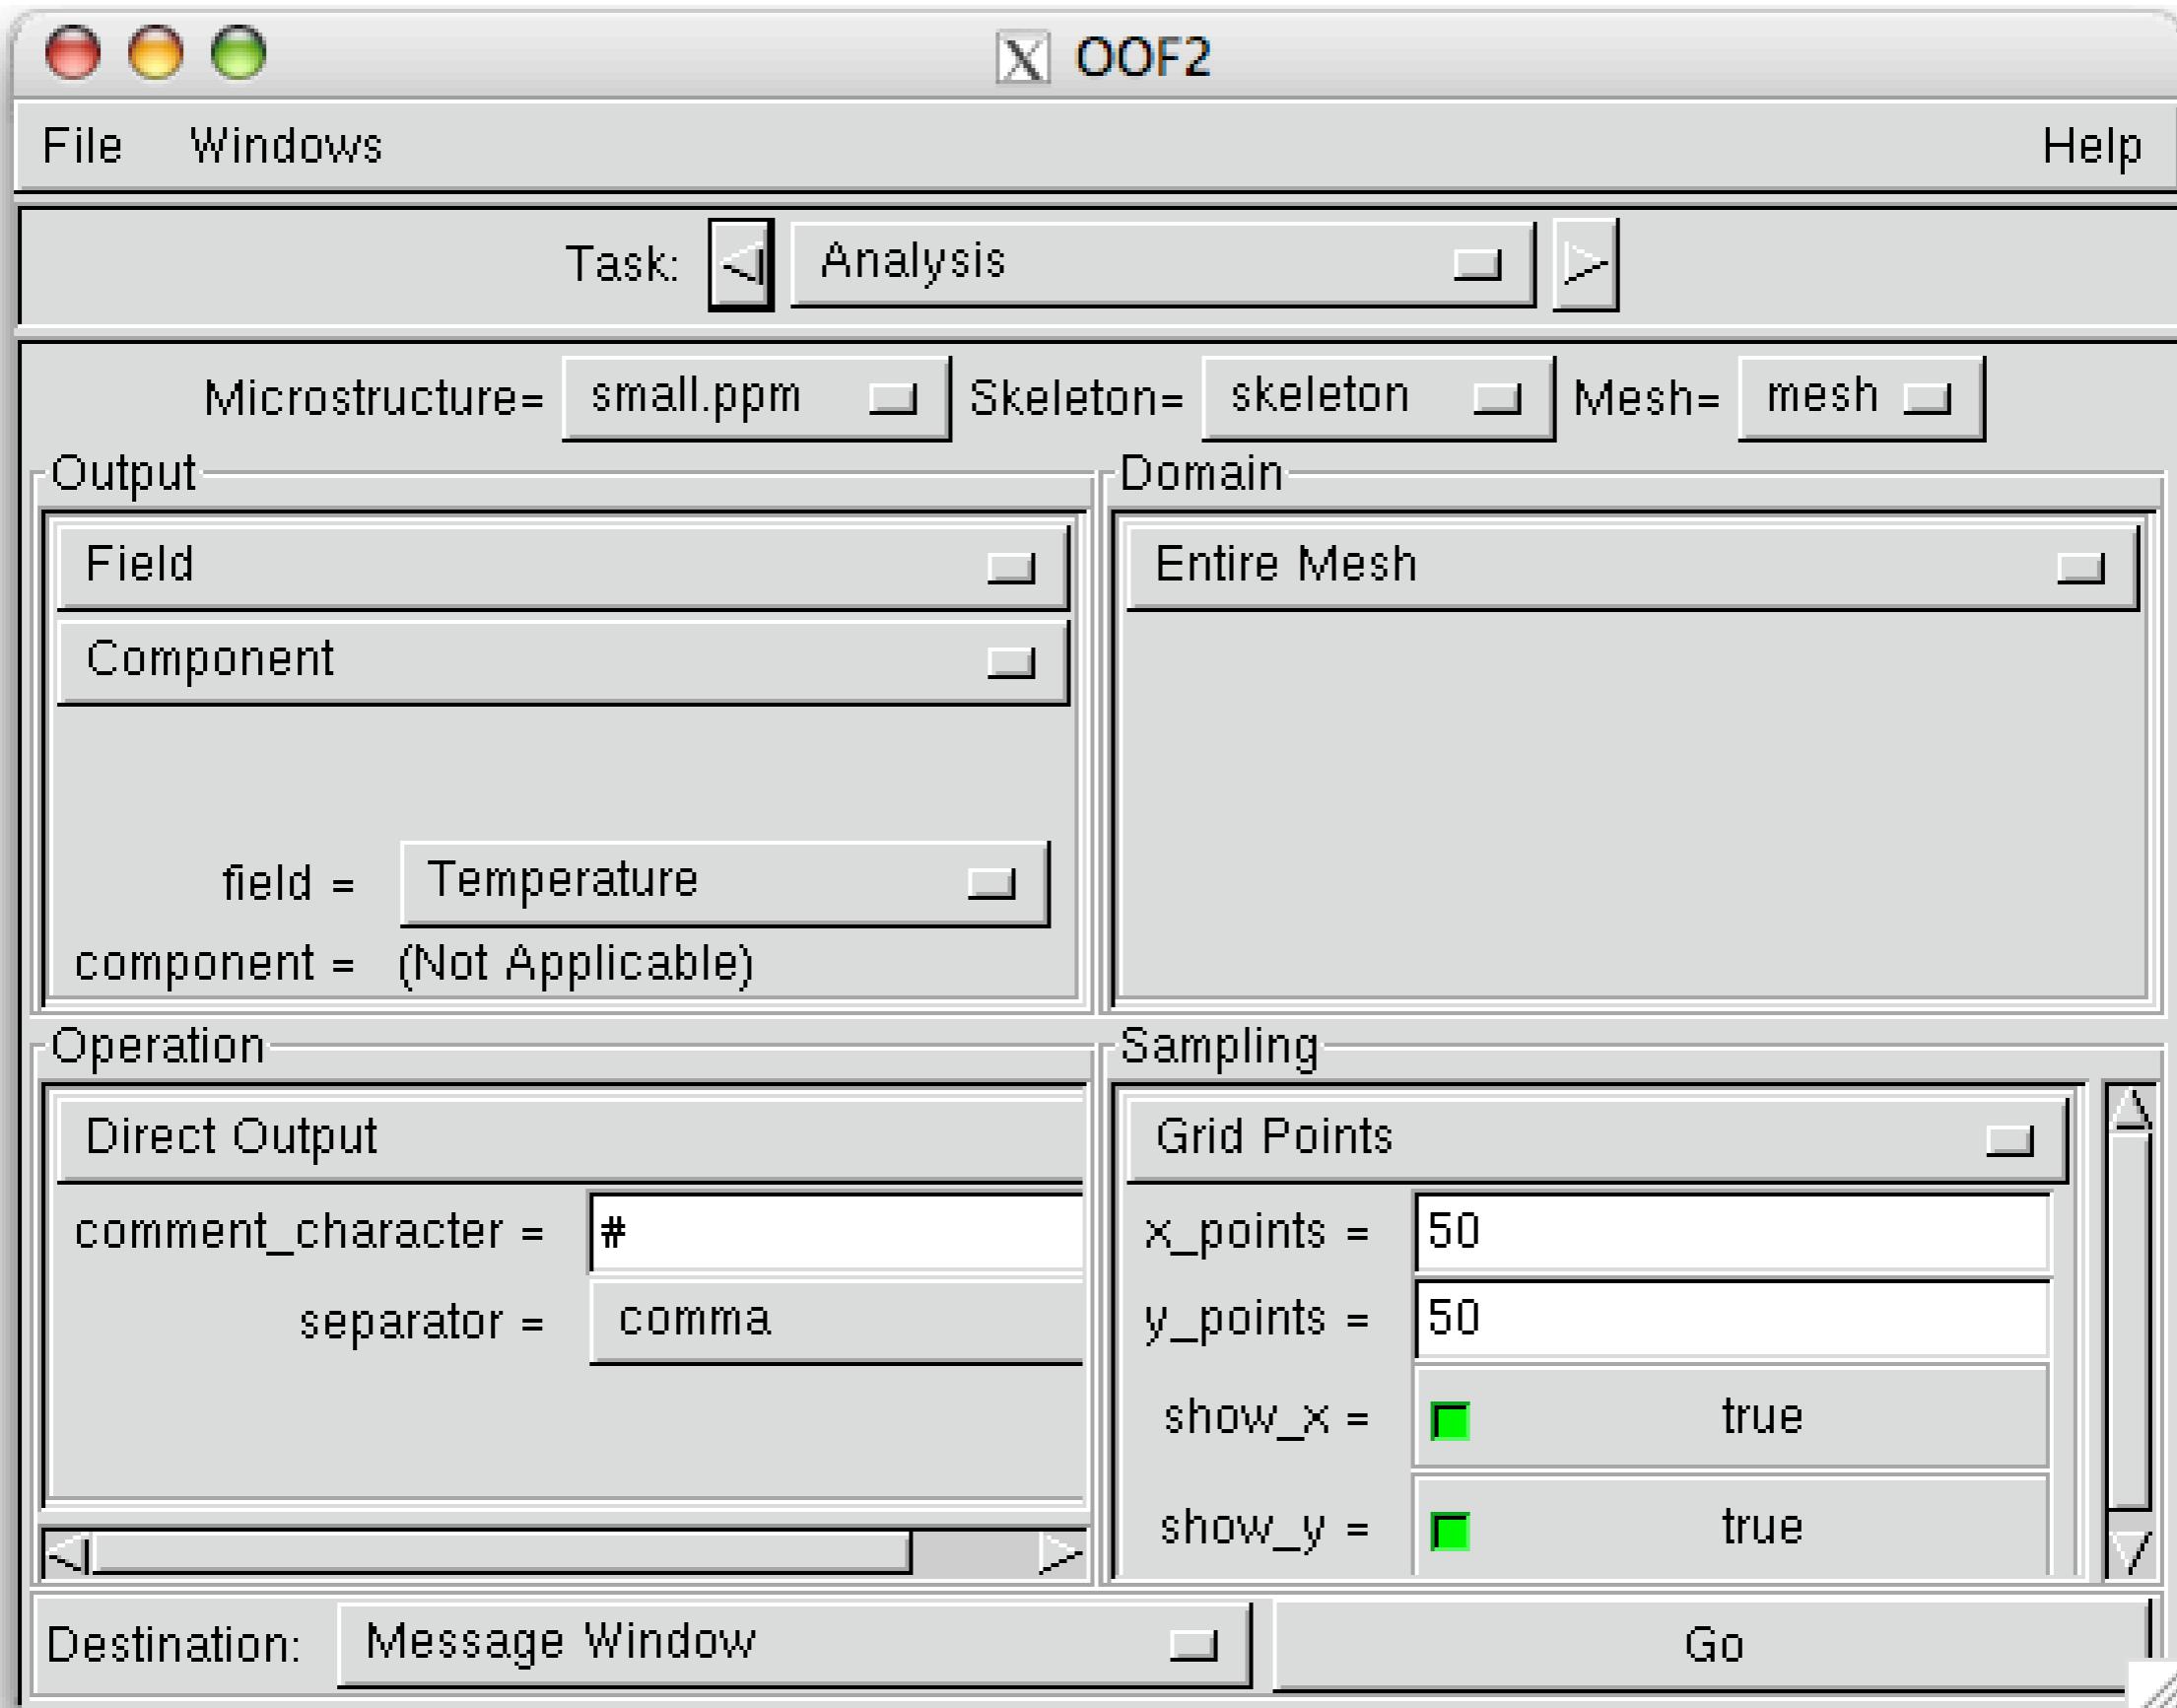 X OOF2
File Windows Help
Task: Analysis
Microstructure= small.ppm Skeleton= skeleton Mesh= mesh
Output
Field
Component
field = Temperature
component = (Not Applicable)
Domain
Entire Mesh
Operation
Direct Output
comment_character = #
separator = comma
Sampling
Grid Points
x_points = 50
y_points = 50
show_x = true
show_y = true
Destination: Message Window Go